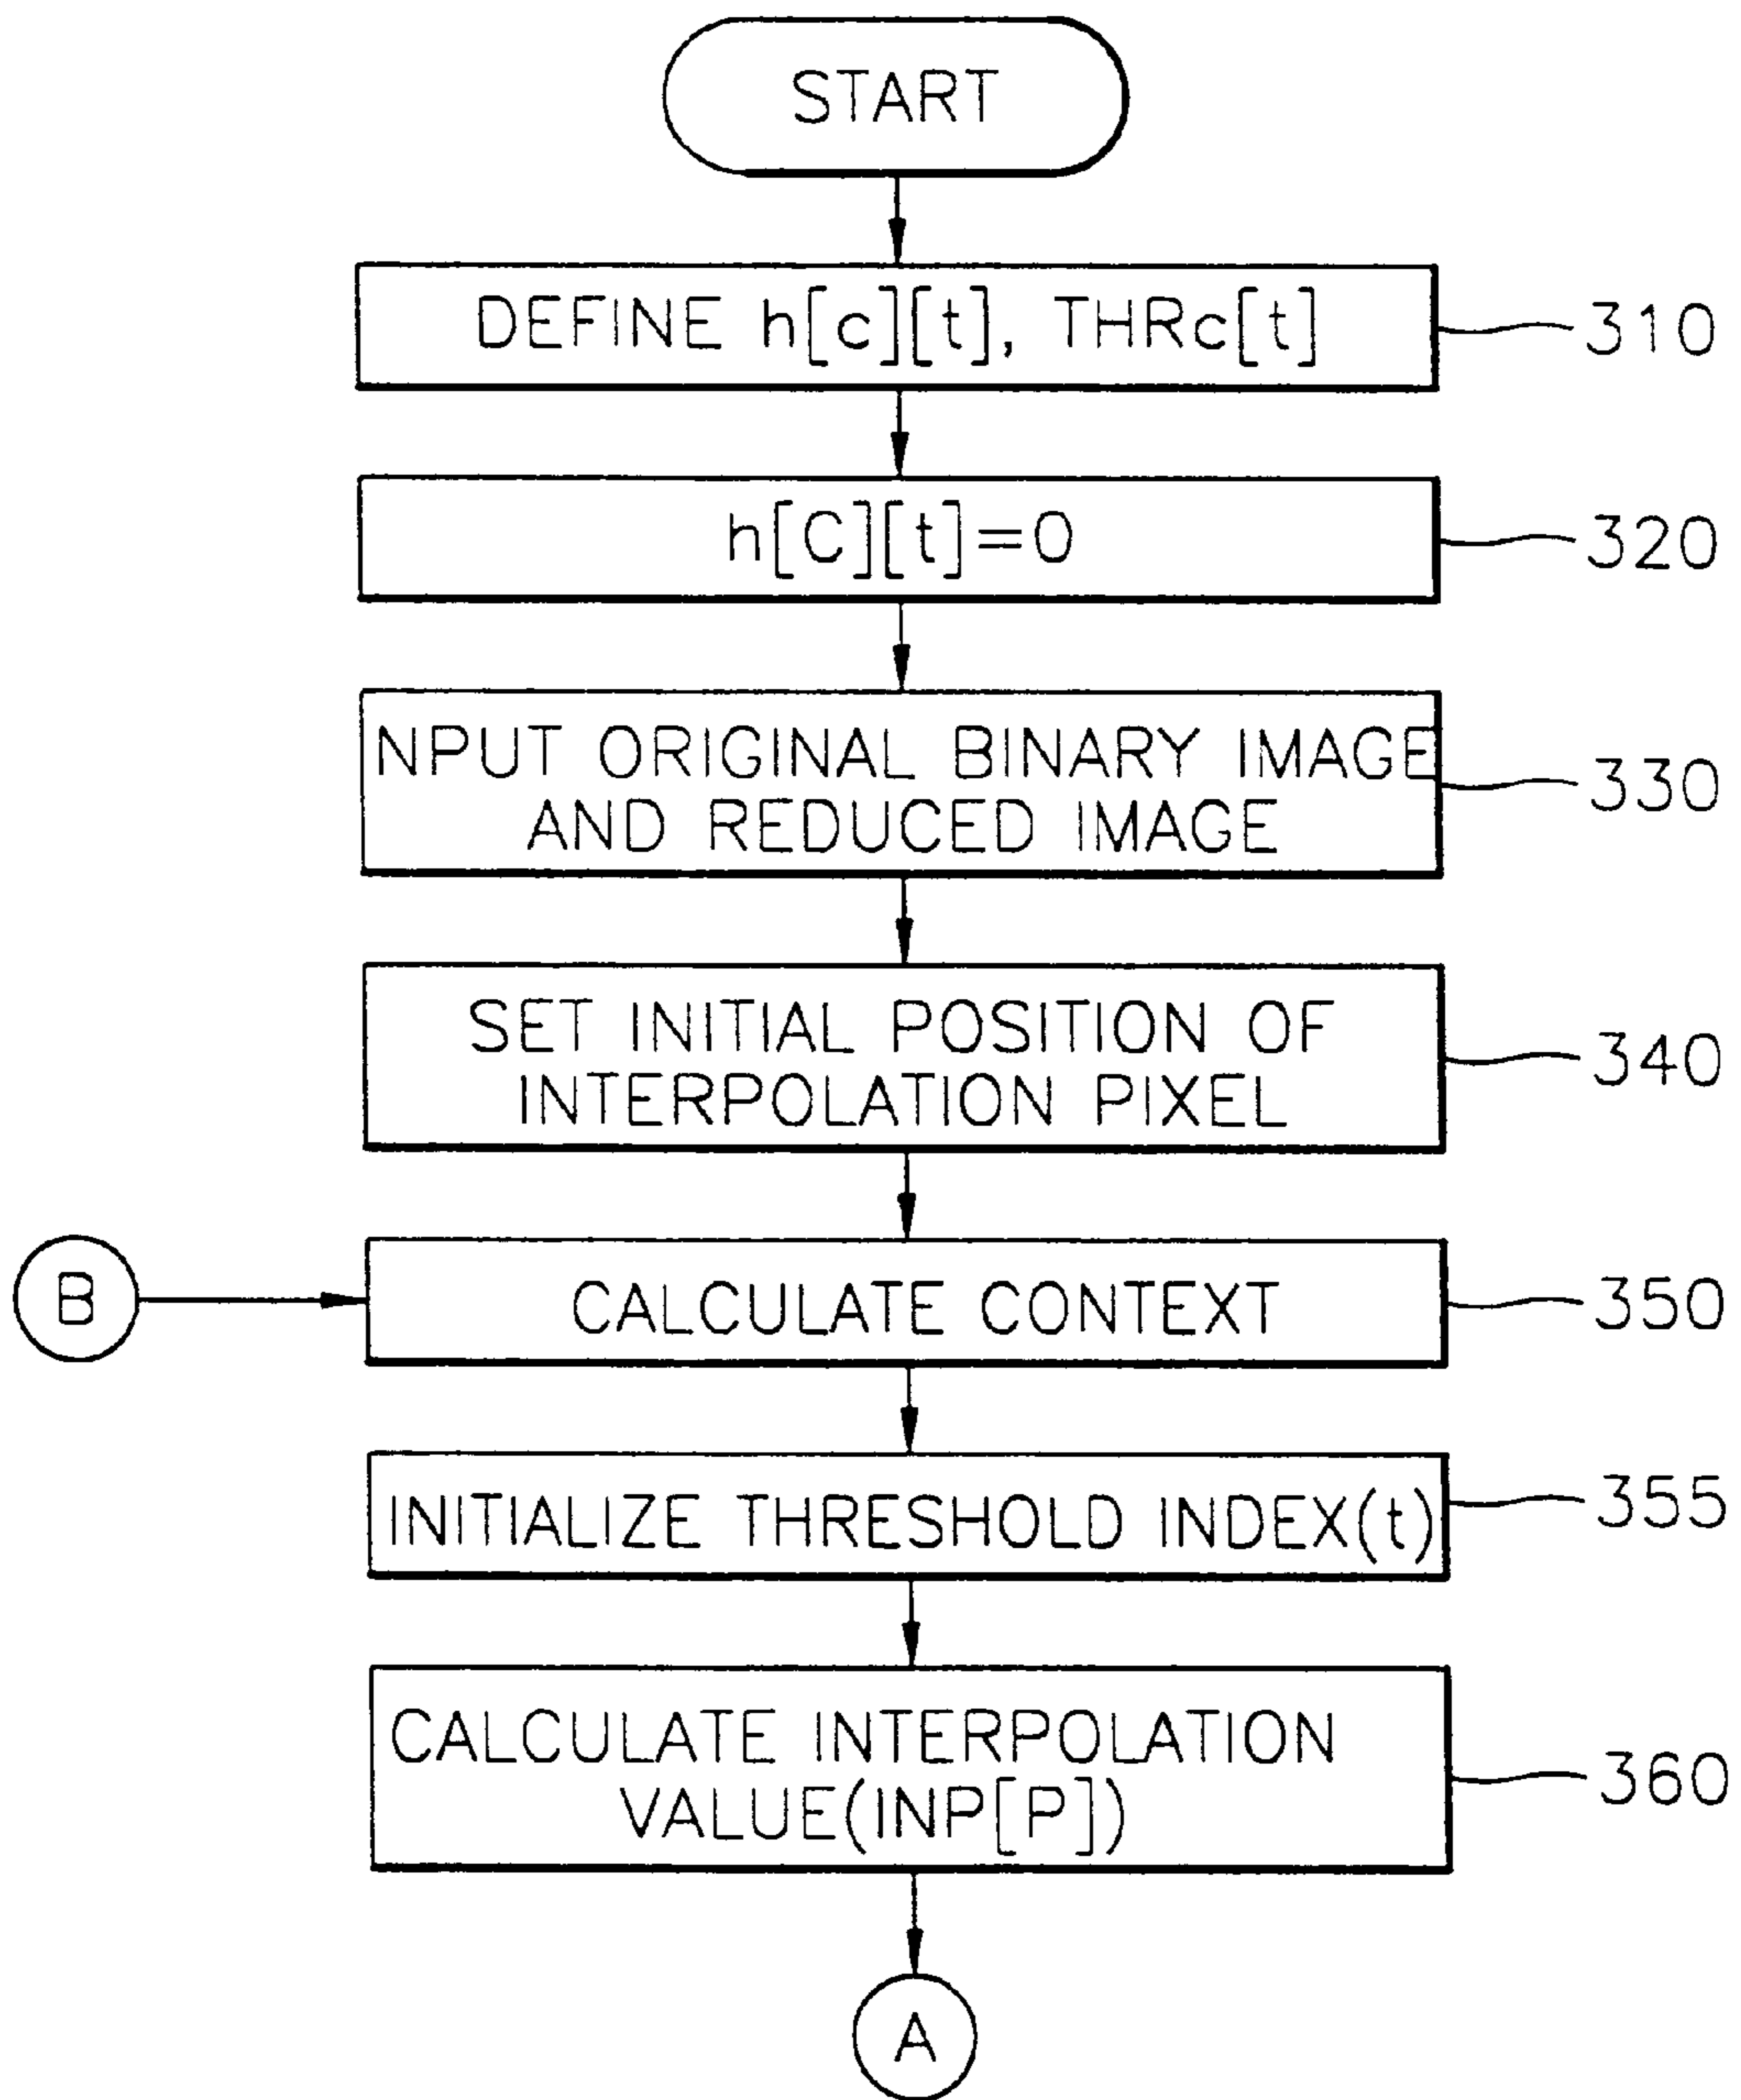 START
DEFINE h[c][t], THRc[t]
310
h[C][t]=0
320
NPUT ORIGINAL BINARY IMAGE
AND REDUCED IMAGE
330
SET INITIAL POSITION OF
INTERPOLATION PIXEL
340
B
CALCULATE CONTEXT
350
INITIALIZE THRESHOLD INDEX(t)
355
CALCULATE INTERPOLATION
VALUE(INP[P])
360
A